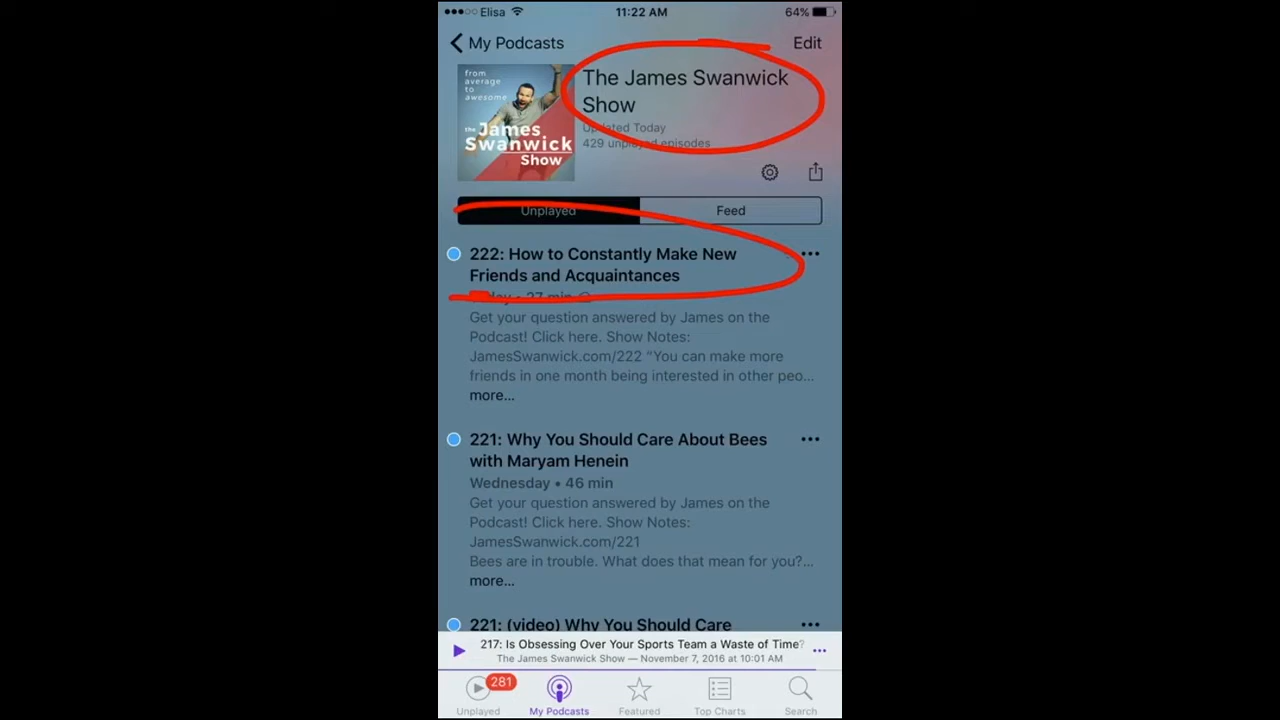 Elisa 11:22 AM 64%
My Podcasts Edit
from
average
to
awesome
the James
Swanwick
Show
The James Swanwick
Show
Updated Today
429 unplayed episodes
Unplayed Feed
222: How to Constantly Make New
Friends and Acquaintances
Today • 27 min
Get your question answered by James on the
Podcast! Click here. Show Notes:
JamesSwanwick.com/222 “You can make more
friends in one month being interested in other peo...
more...
221: Why You Should Care About Bees
with Maryam Henein
Wednesday • 46 min
Get your question answered by James on the
Podcast! Click here. Show Notes:
JamesSwanwick.com/221
Bees are in trouble. What does that mean for you?...
more...
221: (video) Why You Should Care
217: Is Obsessing Over Your Sports Team a Waste of Time?
The James Swanwick Show — November 7, 2016 at 10:01 AM
281
Unplayed My Podcasts Featured Top Charts Search